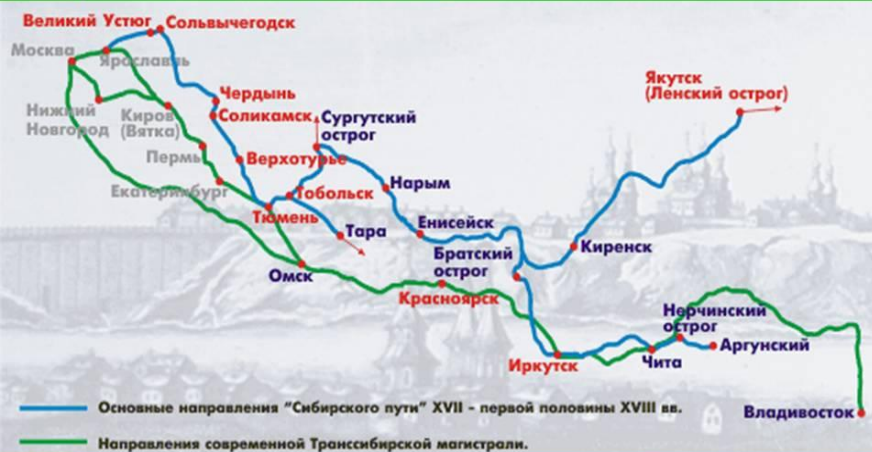 Великий Устюг
Сольвычегодск
Москва
Ярославль
Якутск
(Ленский острог)
Чердынь
Соликамск
Нижний
Новгород
Киров
(Вятка)
Сургутский
острог
Пермь
Верхотурье
Екатеринбург
Тобольск
Нарым
Тюмень
Тара
Енисейск
Киренск
Братский
острог
Омск
Красноярск
Нерчинский
острог
Иркутск
Чита
Аргунский
Владивосток
Основные направления "Сибирского пути" XVII - первой половины XVIII вв.
Направления современной Транссибирской магистрали.